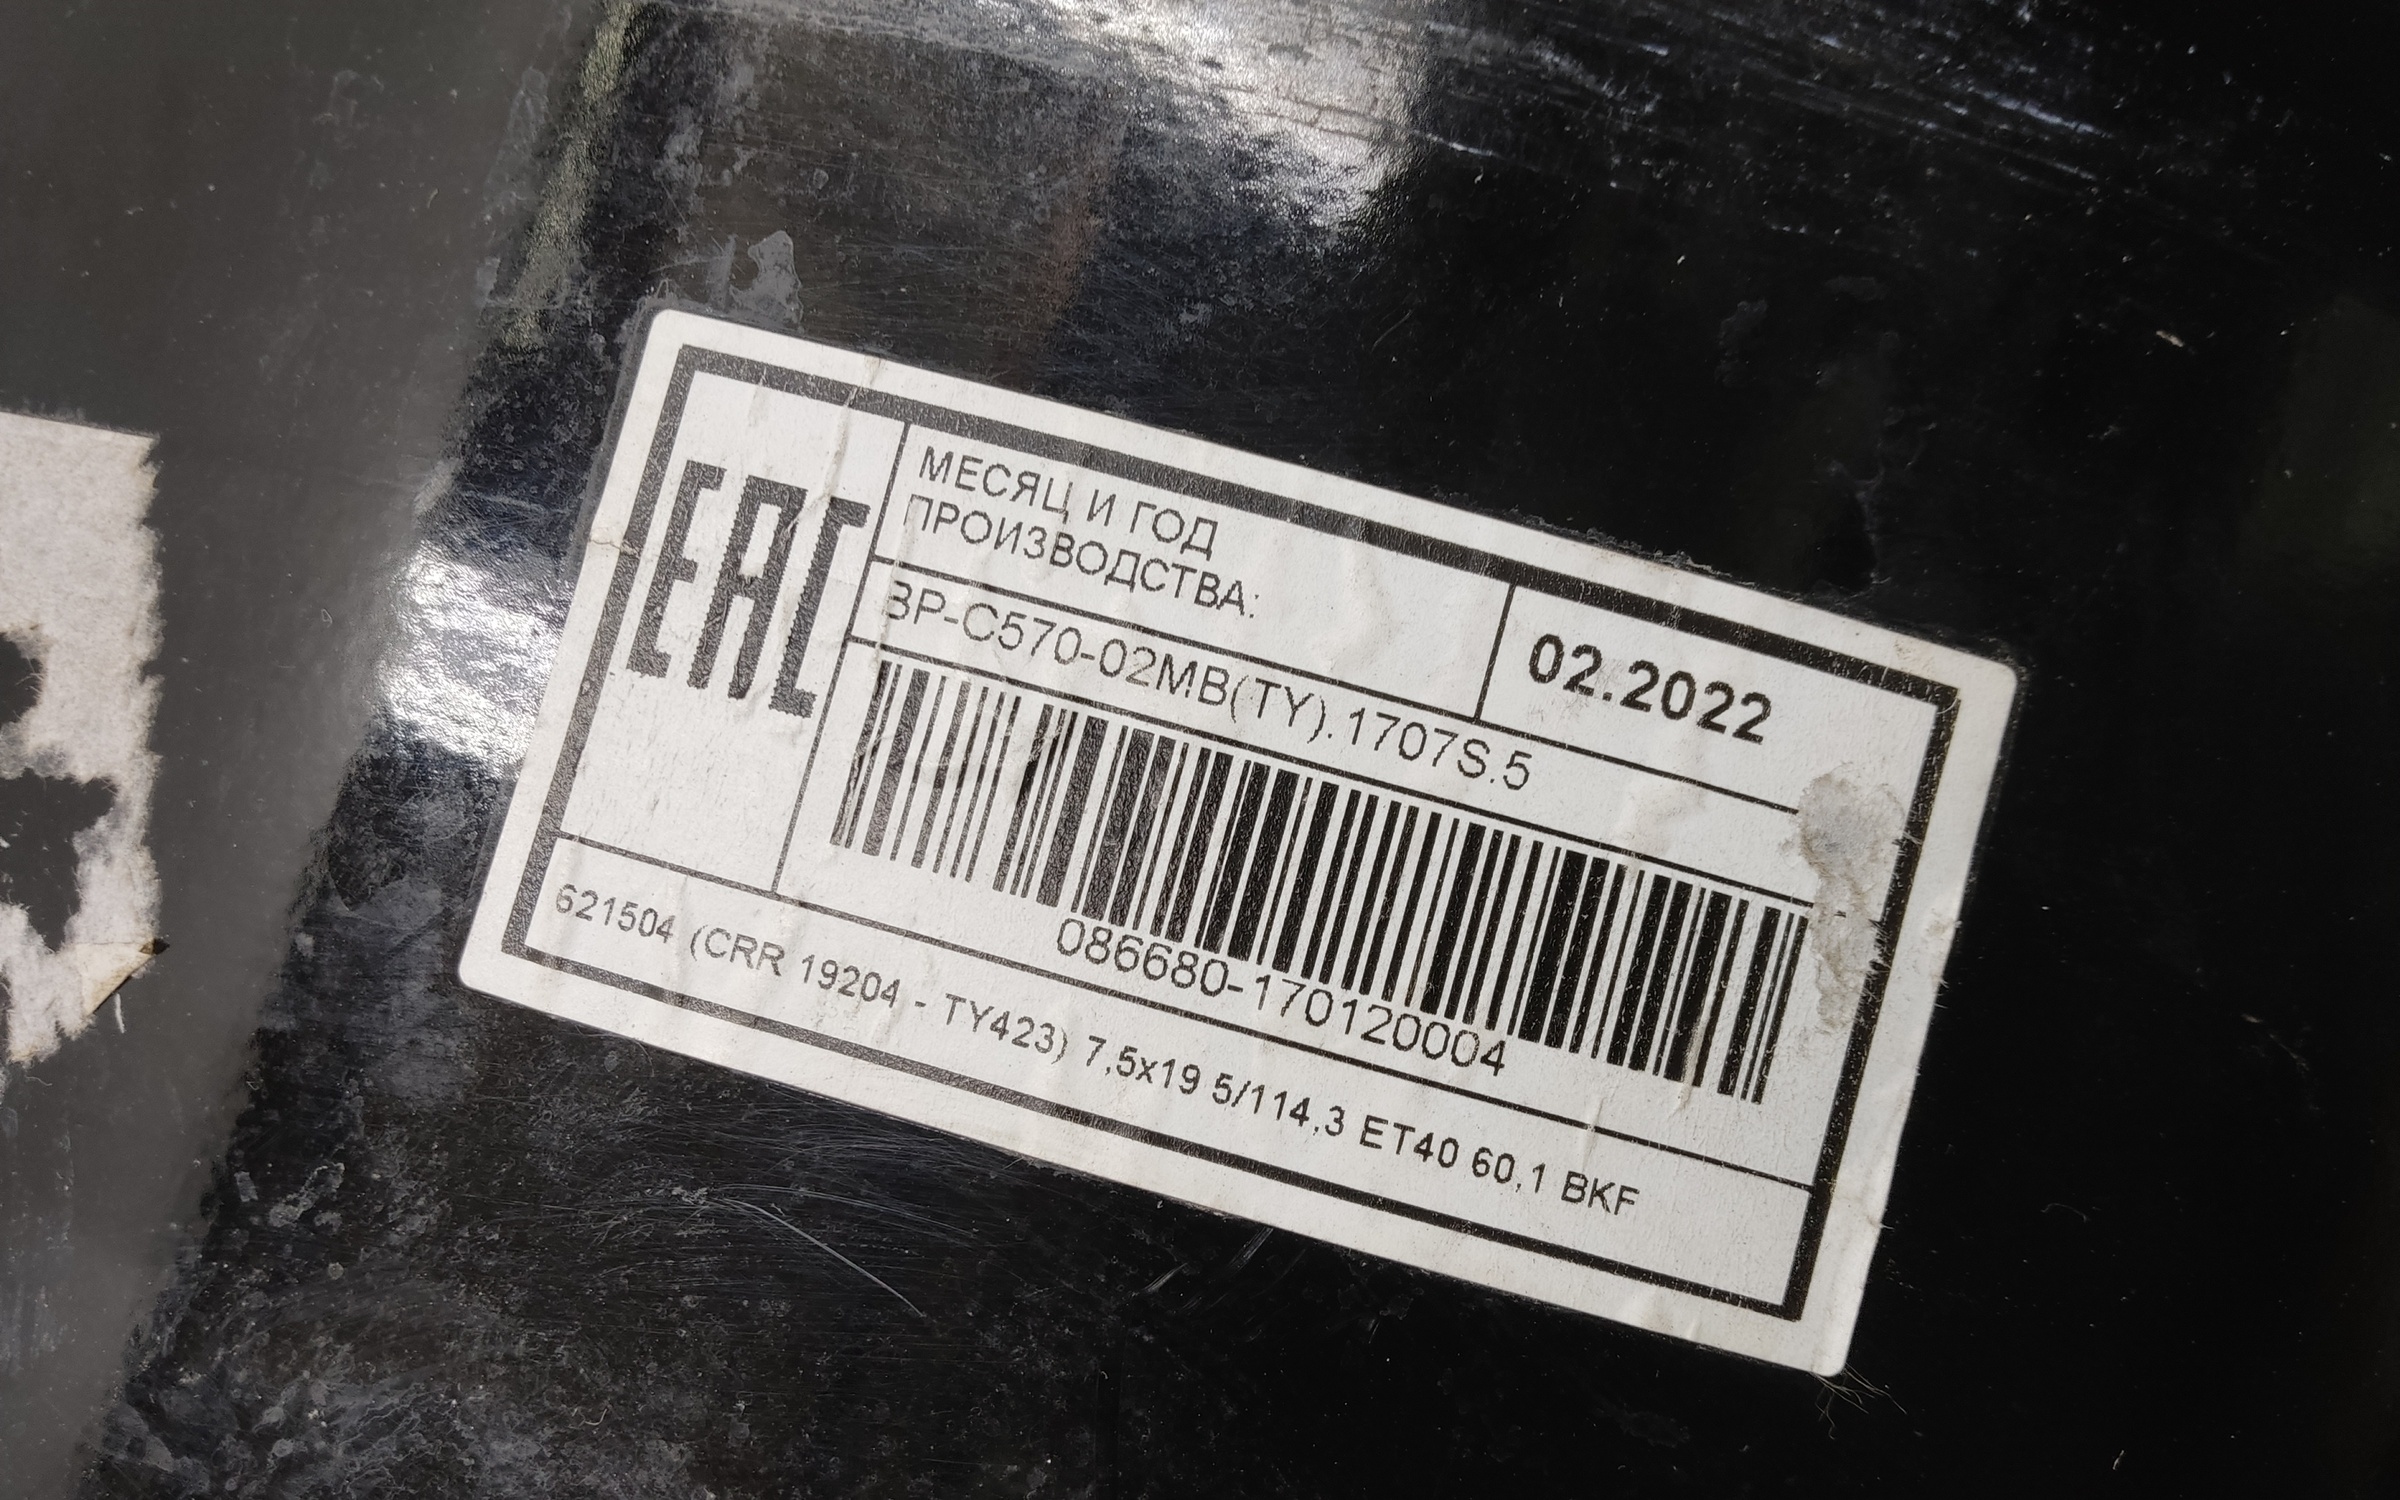 EAC
МЕСЯЦ И ГОД
ПРОИЗВОДСТВА:
02.2022
BP-C570-02MB(TY).1707S.5
086680-170120004
621504 (CRR 19204 - TY423) 7,5x19 5/114,3 ET40 60,1 BKF